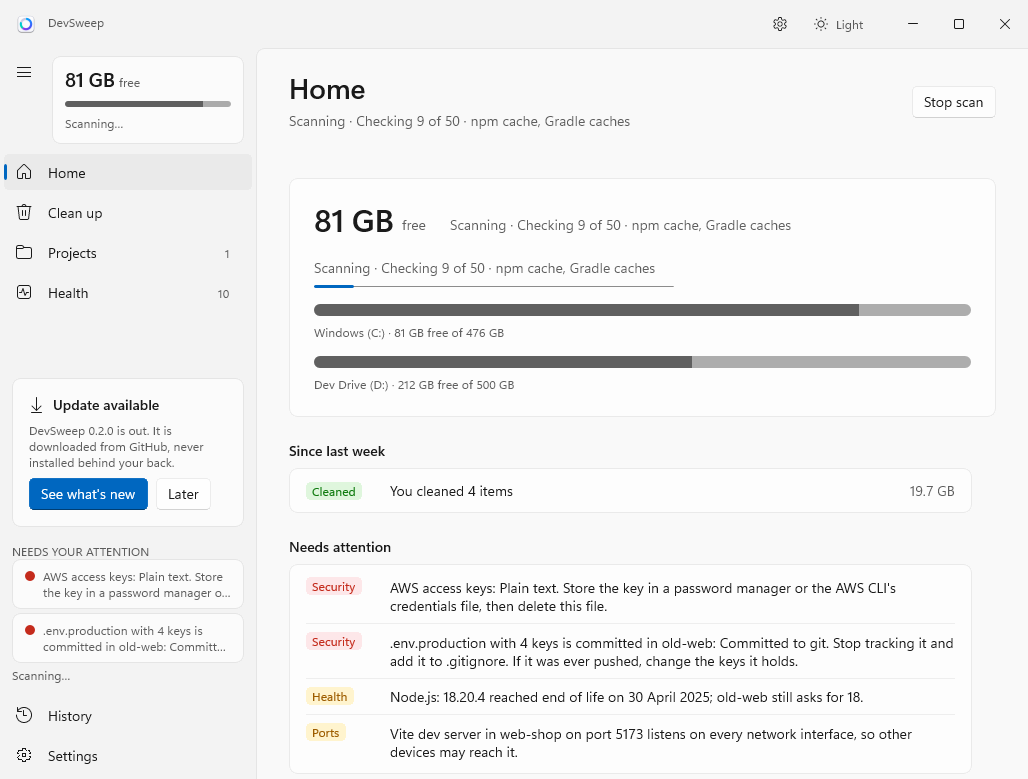 DevSweep
Light
81 GB free
Scanning...
Home
Clean up
Projects 1
Health 10
Update available
DevSweep 0.2.0 is out. It is
downloaded from GitHub, never
installed behind your back.
See what's new
Later
NEEDS YOUR ATTENTION
AWS access keys: Plain text. Store
the key in a password manager o...
.env.production with 4 keys is
committed in old-web: Committ...
Scanning...
History
Settings
Home
Scanning · Checking 9 of 50 · npm cache, Gradle caches
Stop scan
81 GB free Scanning · Checking 9 of 50 · npm cache, Gradle caches
Scanning · Checking 9 of 50 · npm cache, Gradle caches
Windows (C:) · 81 GB free of 476 GB
Dev Drive (D:) · 212 GB free of 500 GB
Since last week
Cleaned You cleaned 4 items 19.7 GB
Needs attention
Security AWS access keys: Plain text. Store the key in a password manager or the AWS CLI's
credentials file, then delete this file.
Security .env.production with 4 keys is committed in old-web: Committed to git. Stop tracking it and
add it to .gitignore. If it was ever pushed, change the keys it holds.
Health Node.js: 18.20.4 reached end of life on 30 April 2025; old-web still asks for 18.
Ports Vite dev server in web-shop on port 5173 listens on every network interface, so other
devices may reach it.